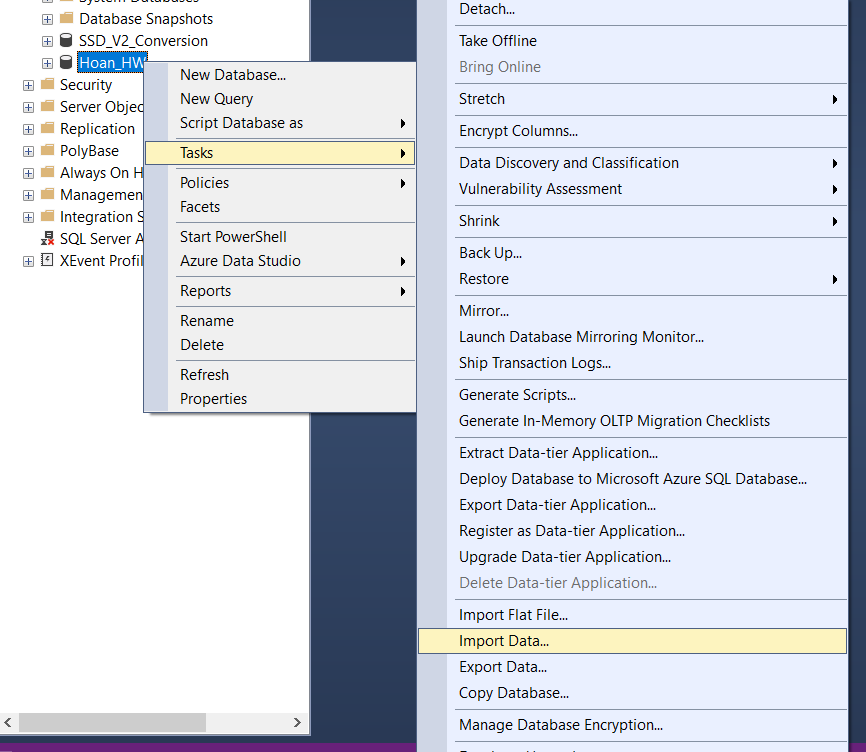 System Databases
Database Snapshots
SSD_V2_Conversion
Hoan_HW
Security
Server Objec
Replication
PolyBase
Always On H
Managemen
Integration S
SQL Server A
XEvent Profil
New Database...
New Query
Script Database as
Tasks
Policies
Facets
Start PowerShell
Azure Data Studio
Reports
Rename
Delete
Refresh
Properties
Detach...
Take Offline
Bring Online
Stretch
Encrypt Columns...
Data Discovery and Classification
Vulnerability Assessment
Shrink
Back Up...
Restore
Mirror...
Launch Database Mirroring Monitor...
Ship Transaction Logs...
Generate Scripts...
Generate In-Memory OLTP Migration Checklists
Extract Data-tier Application...
Deploy Database to Microsoft Azure SQL Database...
Export Data-tier Application...
Register as Data-tier Application...
Upgrade Data-tier Application...
Delete Data-tier Application...
Import Flat File...
Import Data...
Export Data...
Copy Database...
Manage Database Encryption...